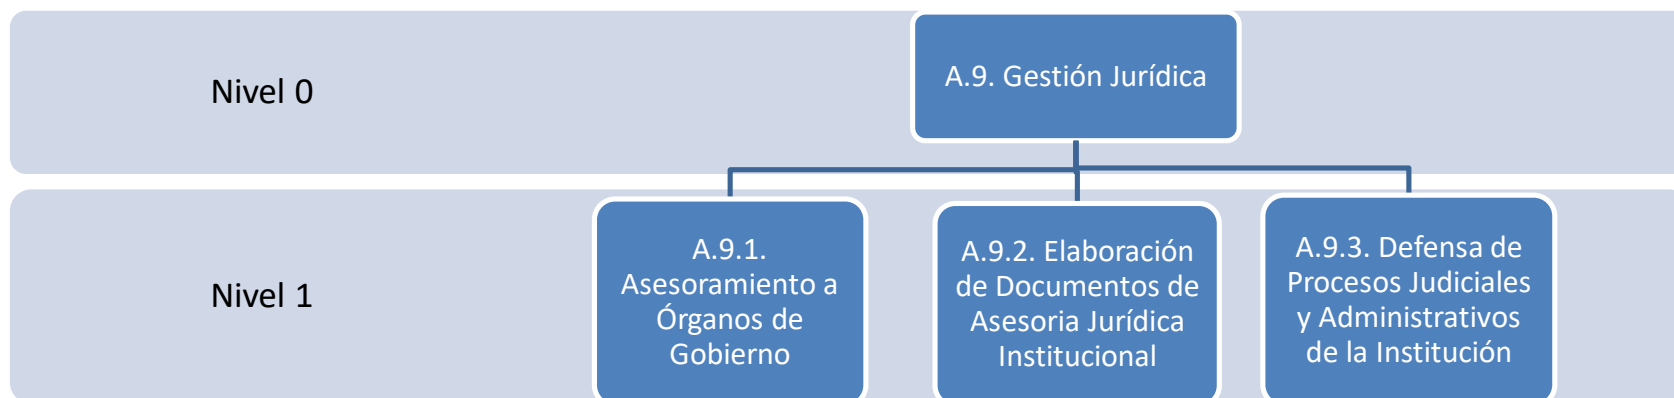 Nivel 0
A.9. Gestión Jurídica
Nivel 1
A.9.1.
Asesoramiento a
Órganos de
Gobierno
A.9.2. Elaboración
de Documentos de
Asesoria Jurídica
Institucional
A.9.3. Defensa de
Procesos Judiciales
y Administrativos
de la Institución